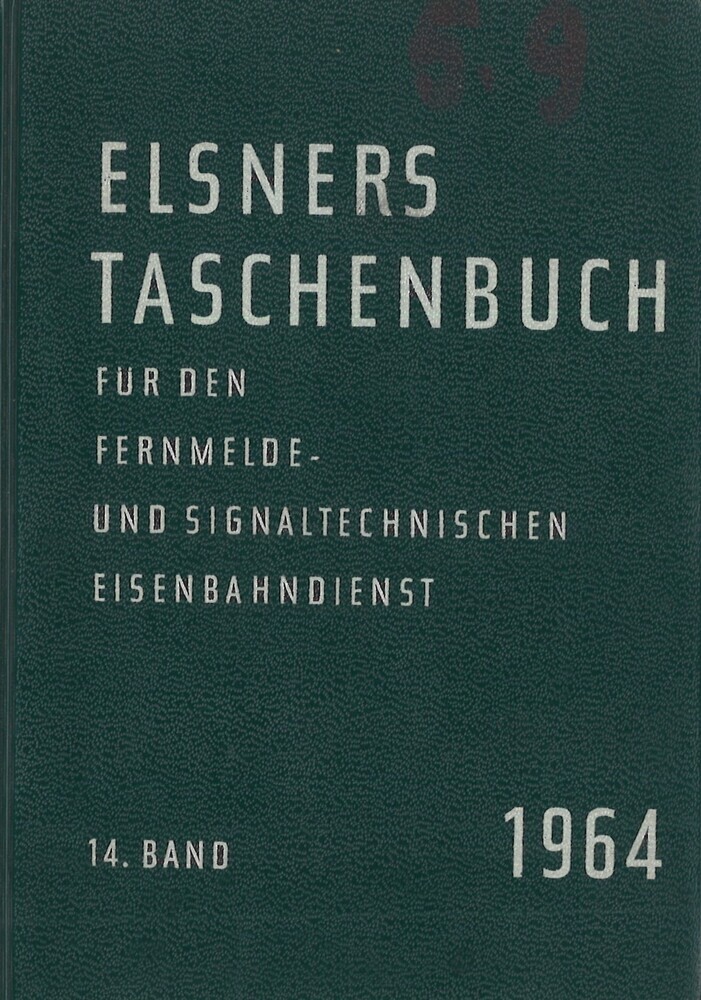 5.9
ELSNERS
TASCHENBUCH
FÜR DEN
FERNMELDE-
UND SIGNALTECHNISCHEN
EISENBAHNDIENST
14. BAND
1964